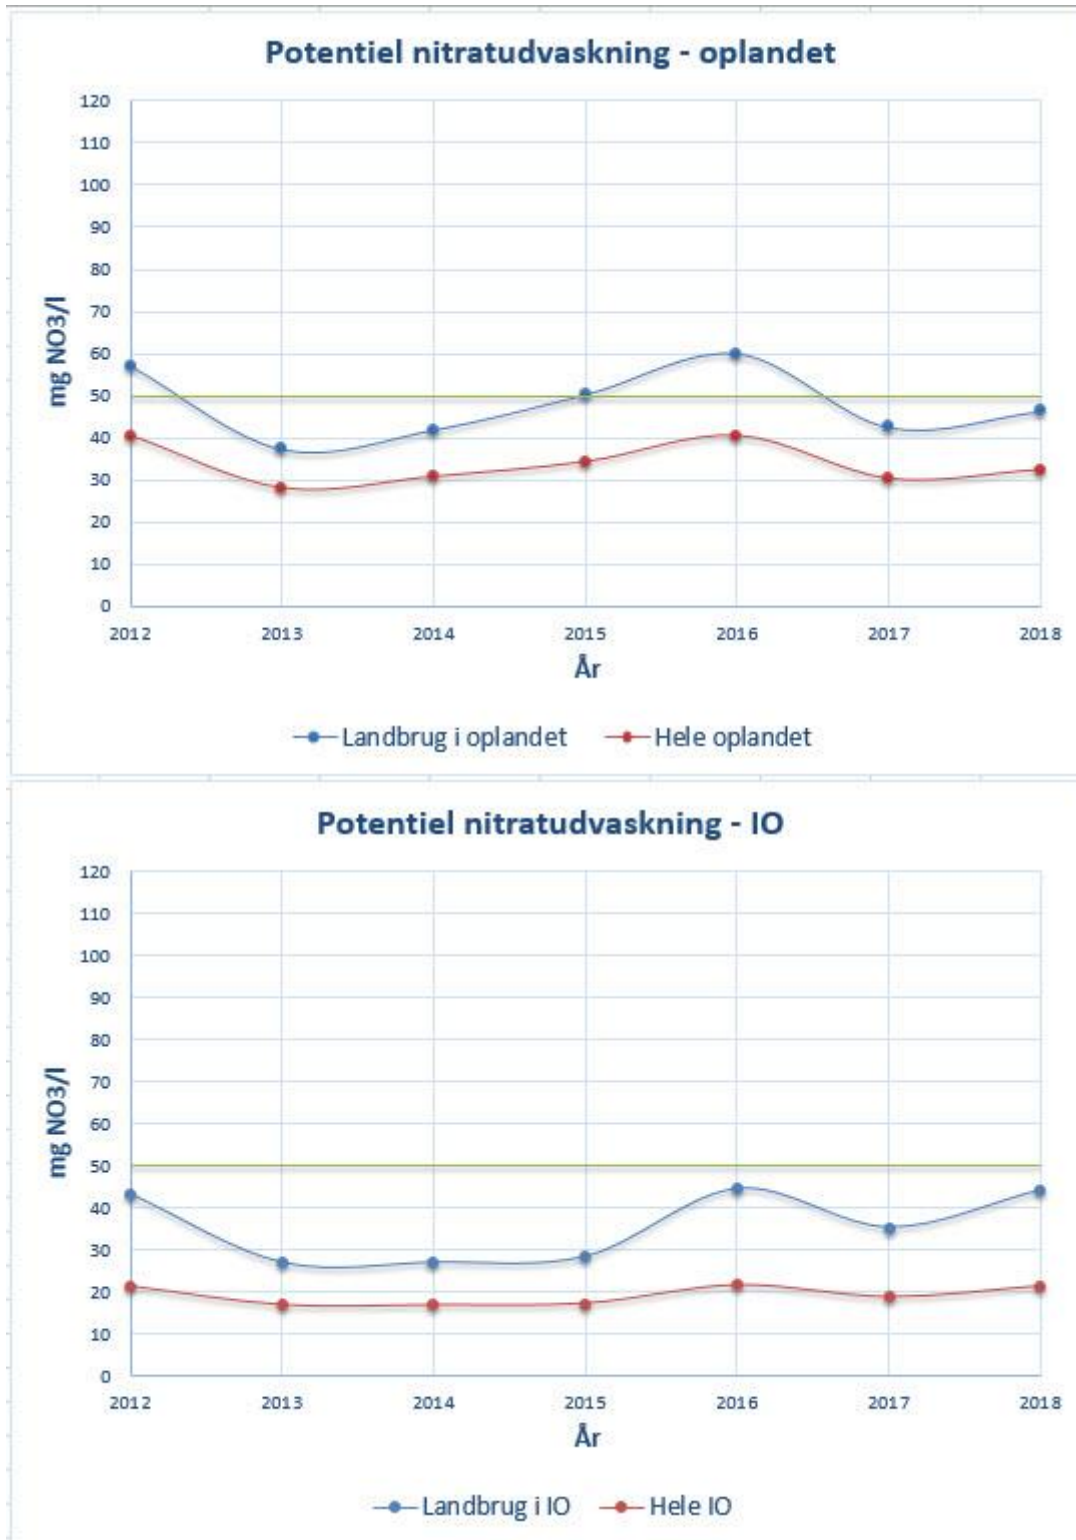 Potentiel nitratudvaskning - oplandet
120
110
100
90
80
70
60
50
40
30
20
10
0
mg NO3/l
2012 2013 2014 2015 2016 2017 2018
År
Landbrug i oplandet Hele oplandet
Potentiel nitratudvaskning - IO
120
110
100
90
80
70
60
50
40
30
20
10
0
mg NO3/l
2012 2013 2014 2015 2016 2017 2018
År
Landbrug i IO Hele IO